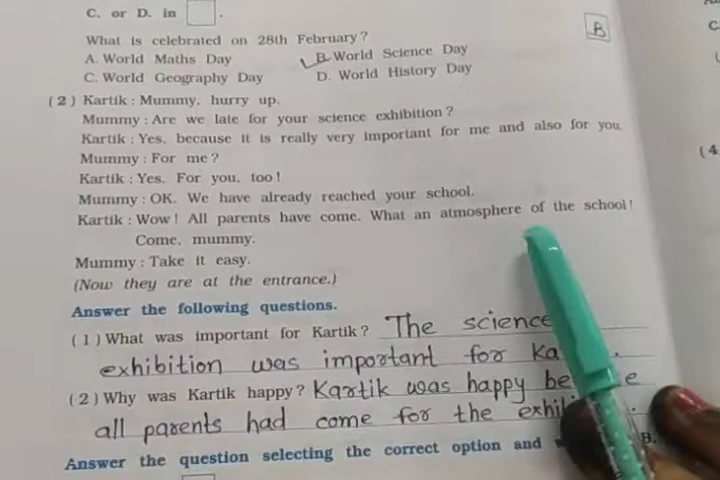 C. or D. in
What is celebrated on 28th February?
B
A. World Maths Day B. World Science Day
C. World Geography Day D. World History Day
(2) Kartik : Mummy, hurry up.
Mummy : Are we late for your science exhibition?
Kartik : Yes, because it is really very important for me and also for you.
Mummy : For me?
(4
Kartik : Yes. For you, too!
Mummy : OK. We have already reached your school.
Kartik : Wow! All parents have come. What an atmosphere of the school!
Come, mummy.
Mummy : Take it easy.
(Now they are at the entrance.)
Answer the following questions.
(1) What was important for Kartik? The science
exhibition was important for
(2) Why was Kartik happy? Kartik was happy
all parents had come for the
Answer the question selecting the correct option and B.